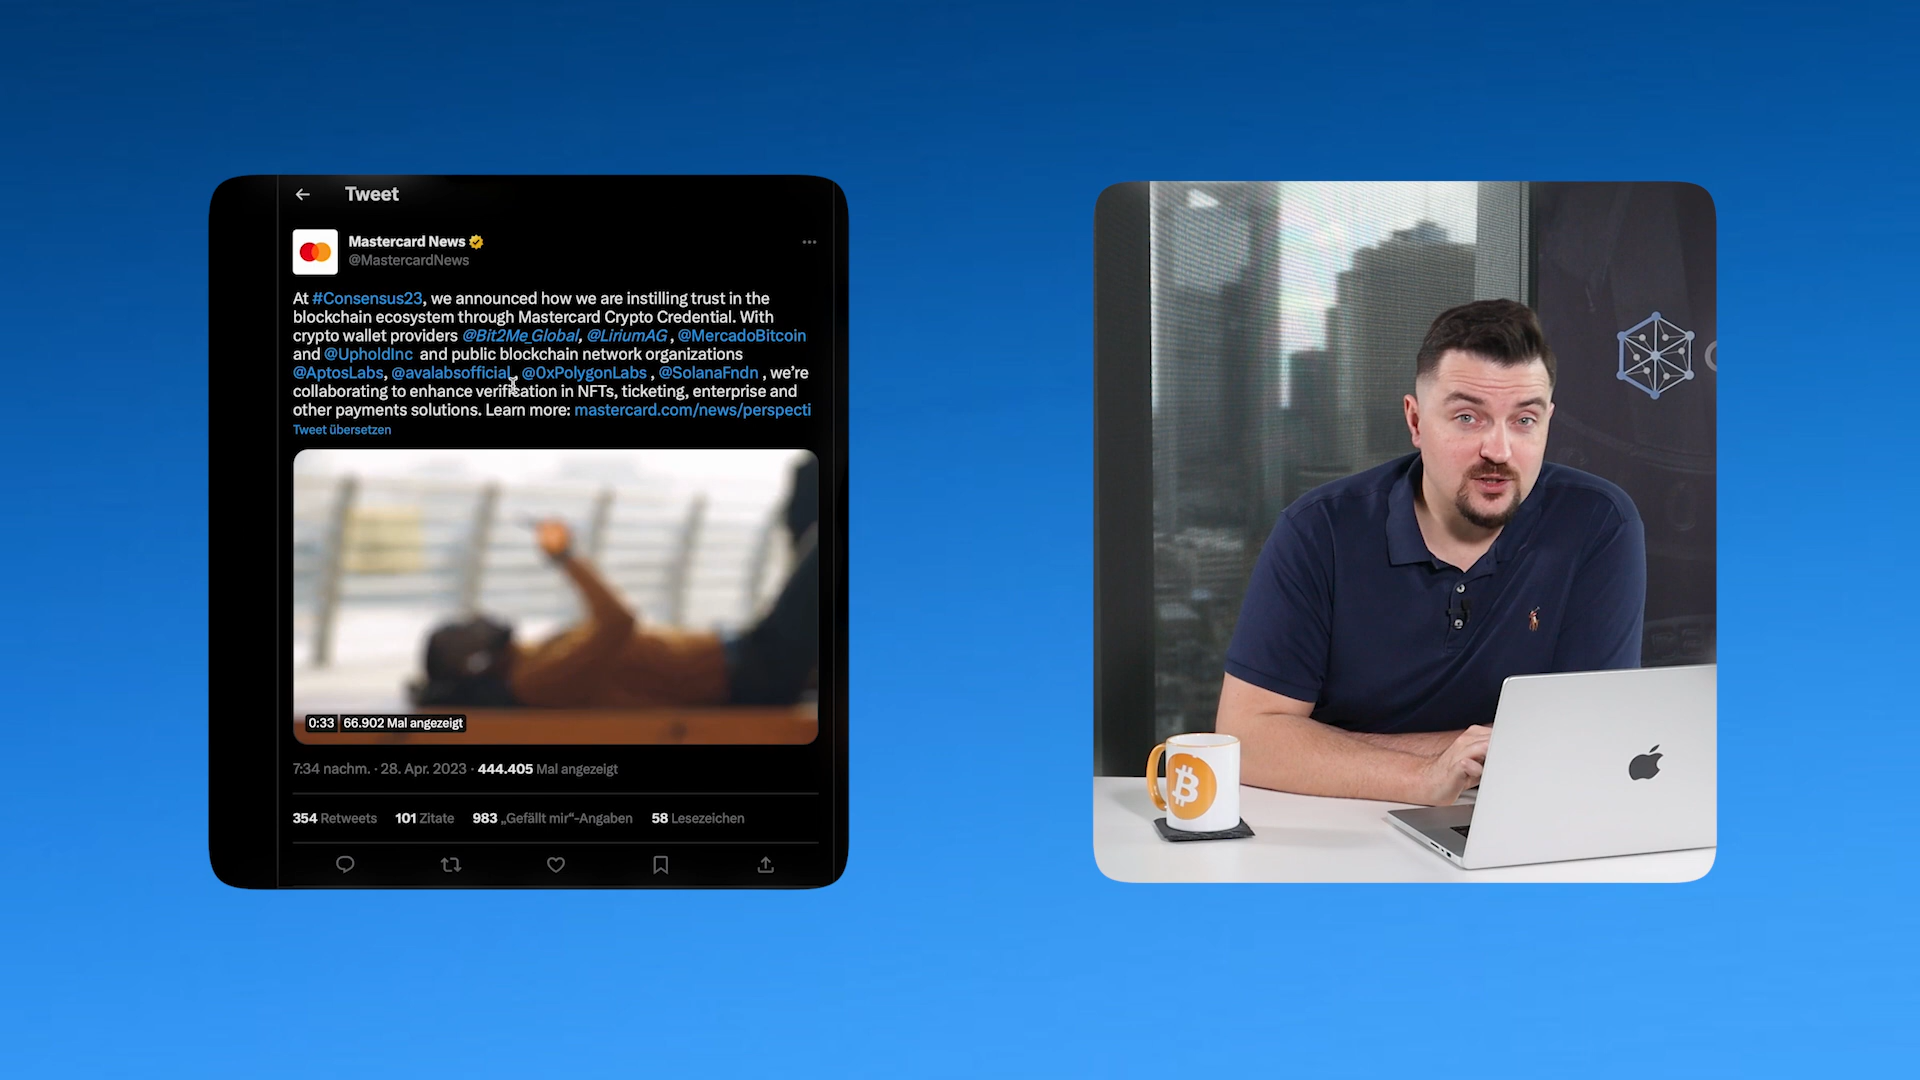 Tweet
Mastercard News
@MastercardNews
At #Consensus23, we announced how we are instilling trust in the
blockchain ecosystem through Mastercard Crypto Credential. With
crypto wallet providers @Bit2Me_Global, @LiriumAG , @MercadoBitcoin
and @UpholdInc and public blockchain network organizations
@AptosLabs, @avalabsofficial , @0xPolygonLabs , @SolanaFndn , we're
collaborating to enhance verification in NFTs, ticketing, enterprise and
other payments solutions. Learn more: mastercard.com/news/perspecti
Tweet übersetzen
0:33 66.902 Mal angezeigt
7:34 nachm. · 28. Apr. 2023 · 444.405 Mal angezeigt
354 Retweets 101 Zitate 983 „Gefällt mir“-Angaben 58 Lesezeichen